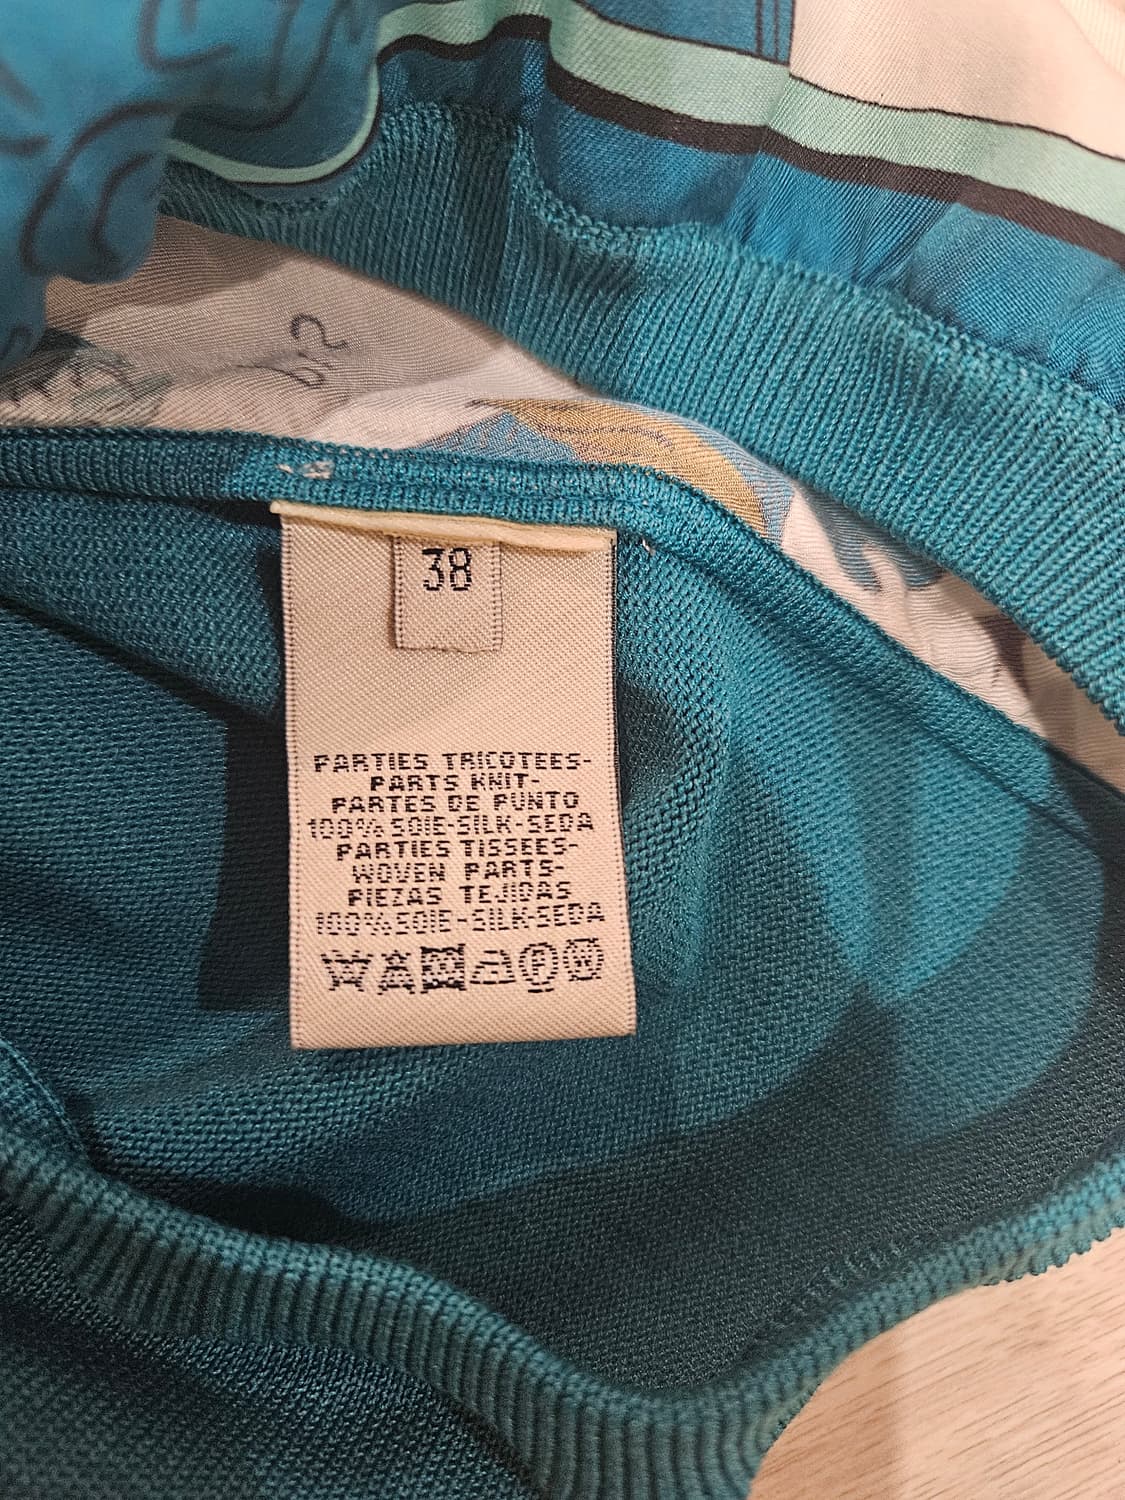 38
PARTIES TRICOTEES-
PARTS KNIT-
PARTES DE PUNTO
100% SOIE-SILK-SEDA
PARTIES TISSEES-
WOVEN PARTS-
PIEZAS TEJIDAS
100% SOIE-SILK-SEDA